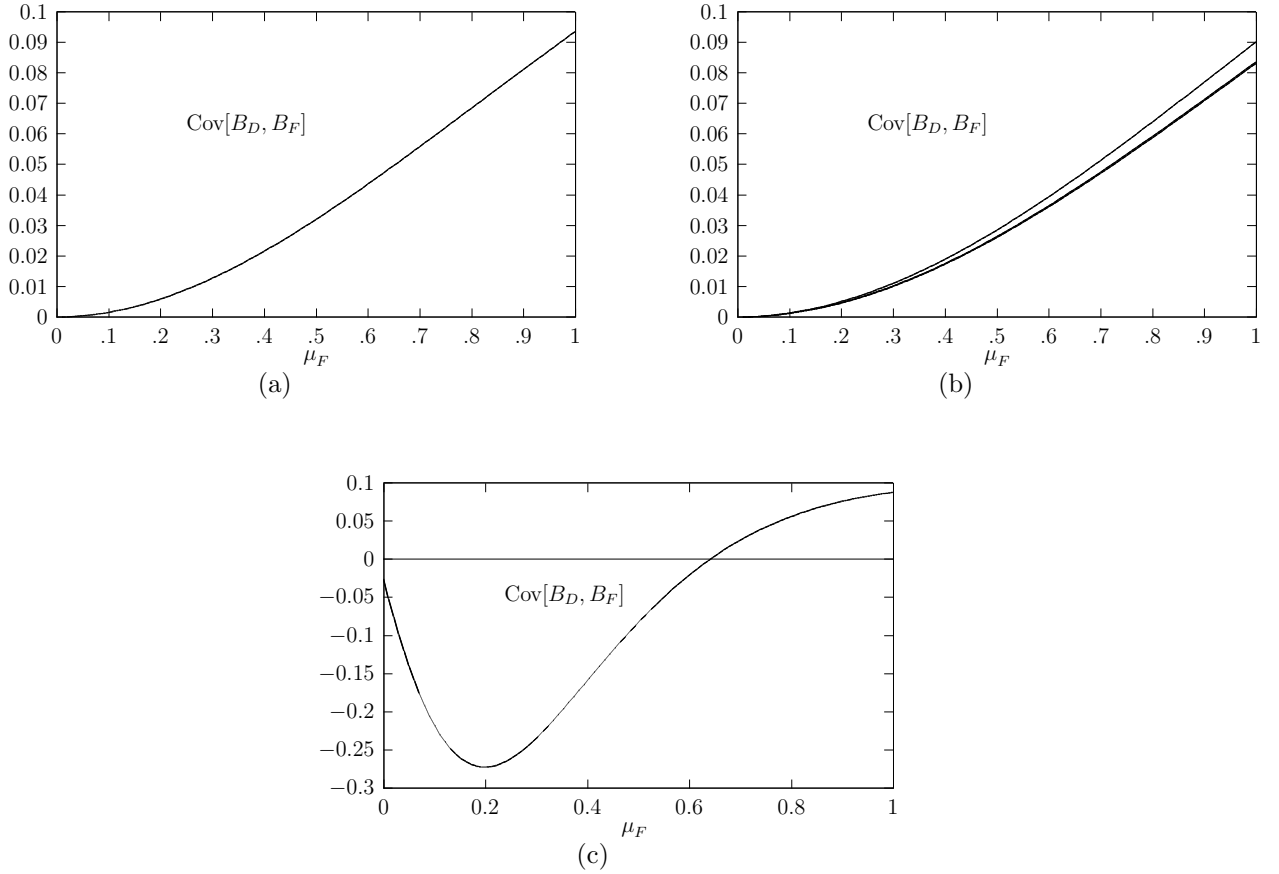 0.1
0.09
0.08
0.07
0.06
0.05
0.04
0.03
0.02
0.01
0
Cov[B_D, B_F]
0 .1 .2 .3 .4 .5 .6 .7 .8 .9 1
μ_F
(a)
0.1
0.09
0.08
0.07
0.06
0.05
0.04
0.03
0.02
0.01
0
Cov[B_D, B_F]
0 .1 .2 .3 .4 .5 .6 .7 .8 .9 1
μ_F
(b)
0.1
0.05
0
−0.05
−0.1
−0.15
−0.2
−0.25
−0.3
Cov[B_D, B_F]
0 0.2 0.4 0.6 0.8 1
μ_F
(c)